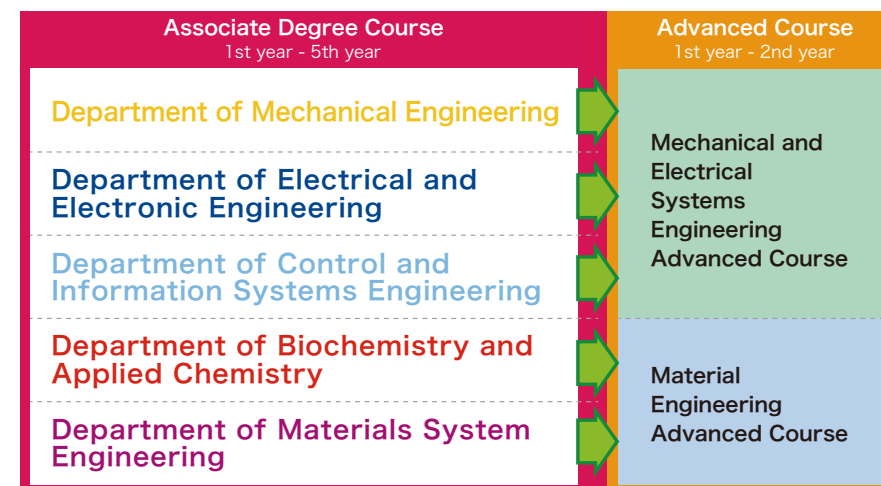 Associate Degree Course
1st year - 5th year
Advanced Course
1st year - 2nd year
Department of Mechanical Engineering
Department of Electrical and
Electronic Engineering
Department of Control and
Information Systems Engineering
Mechanical and
Electrical
Systems
Engineering
Advanced Course
Department of Biochemistry and
Applied Chemistry
Department of Materials System
Engineering
Material
Engineering
Advanced Course